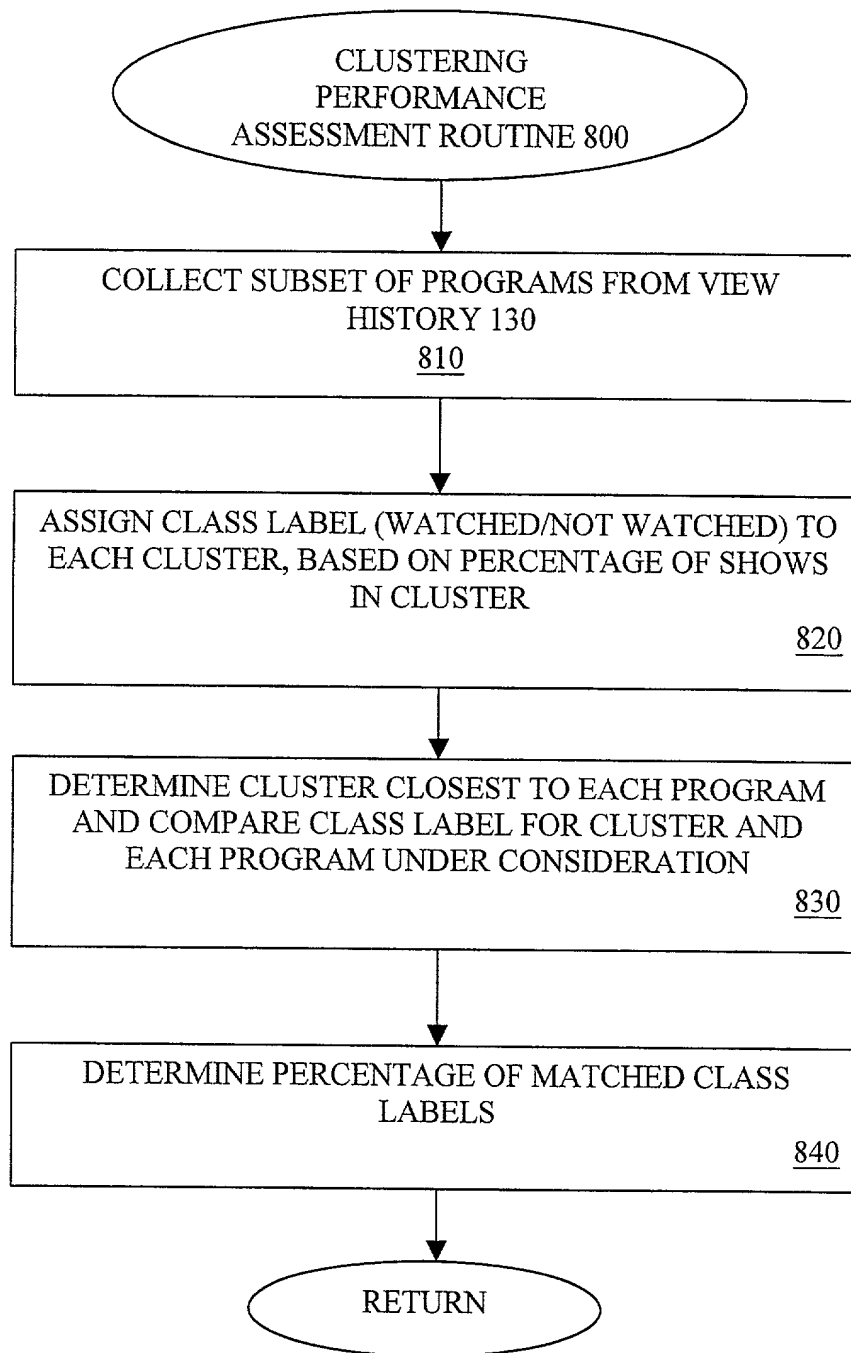 CLUSTERING
PERFORMANCE
ASSESSMENT ROUTINE 800
COLLECT SUBSET OF PROGRAMS FROM VIEW
HISTORY 130
810
ASSIGN CLASS LABEL (WATCHED/NOT WATCHED) TO
EACH CLUSTER, BASED ON PERCENTAGE OF SHOWS
IN CLUSTER
820
DETERMINE CLUSTER CLOSEST TO EACH PROGRAM
AND COMPARE CLASS LABEL FOR CLUSTER AND
EACH PROGRAM UNDER CONSIDERATION
830
DETERMINE PERCENTAGE OF MATCHED CLASS
LABELS
840
RETURN